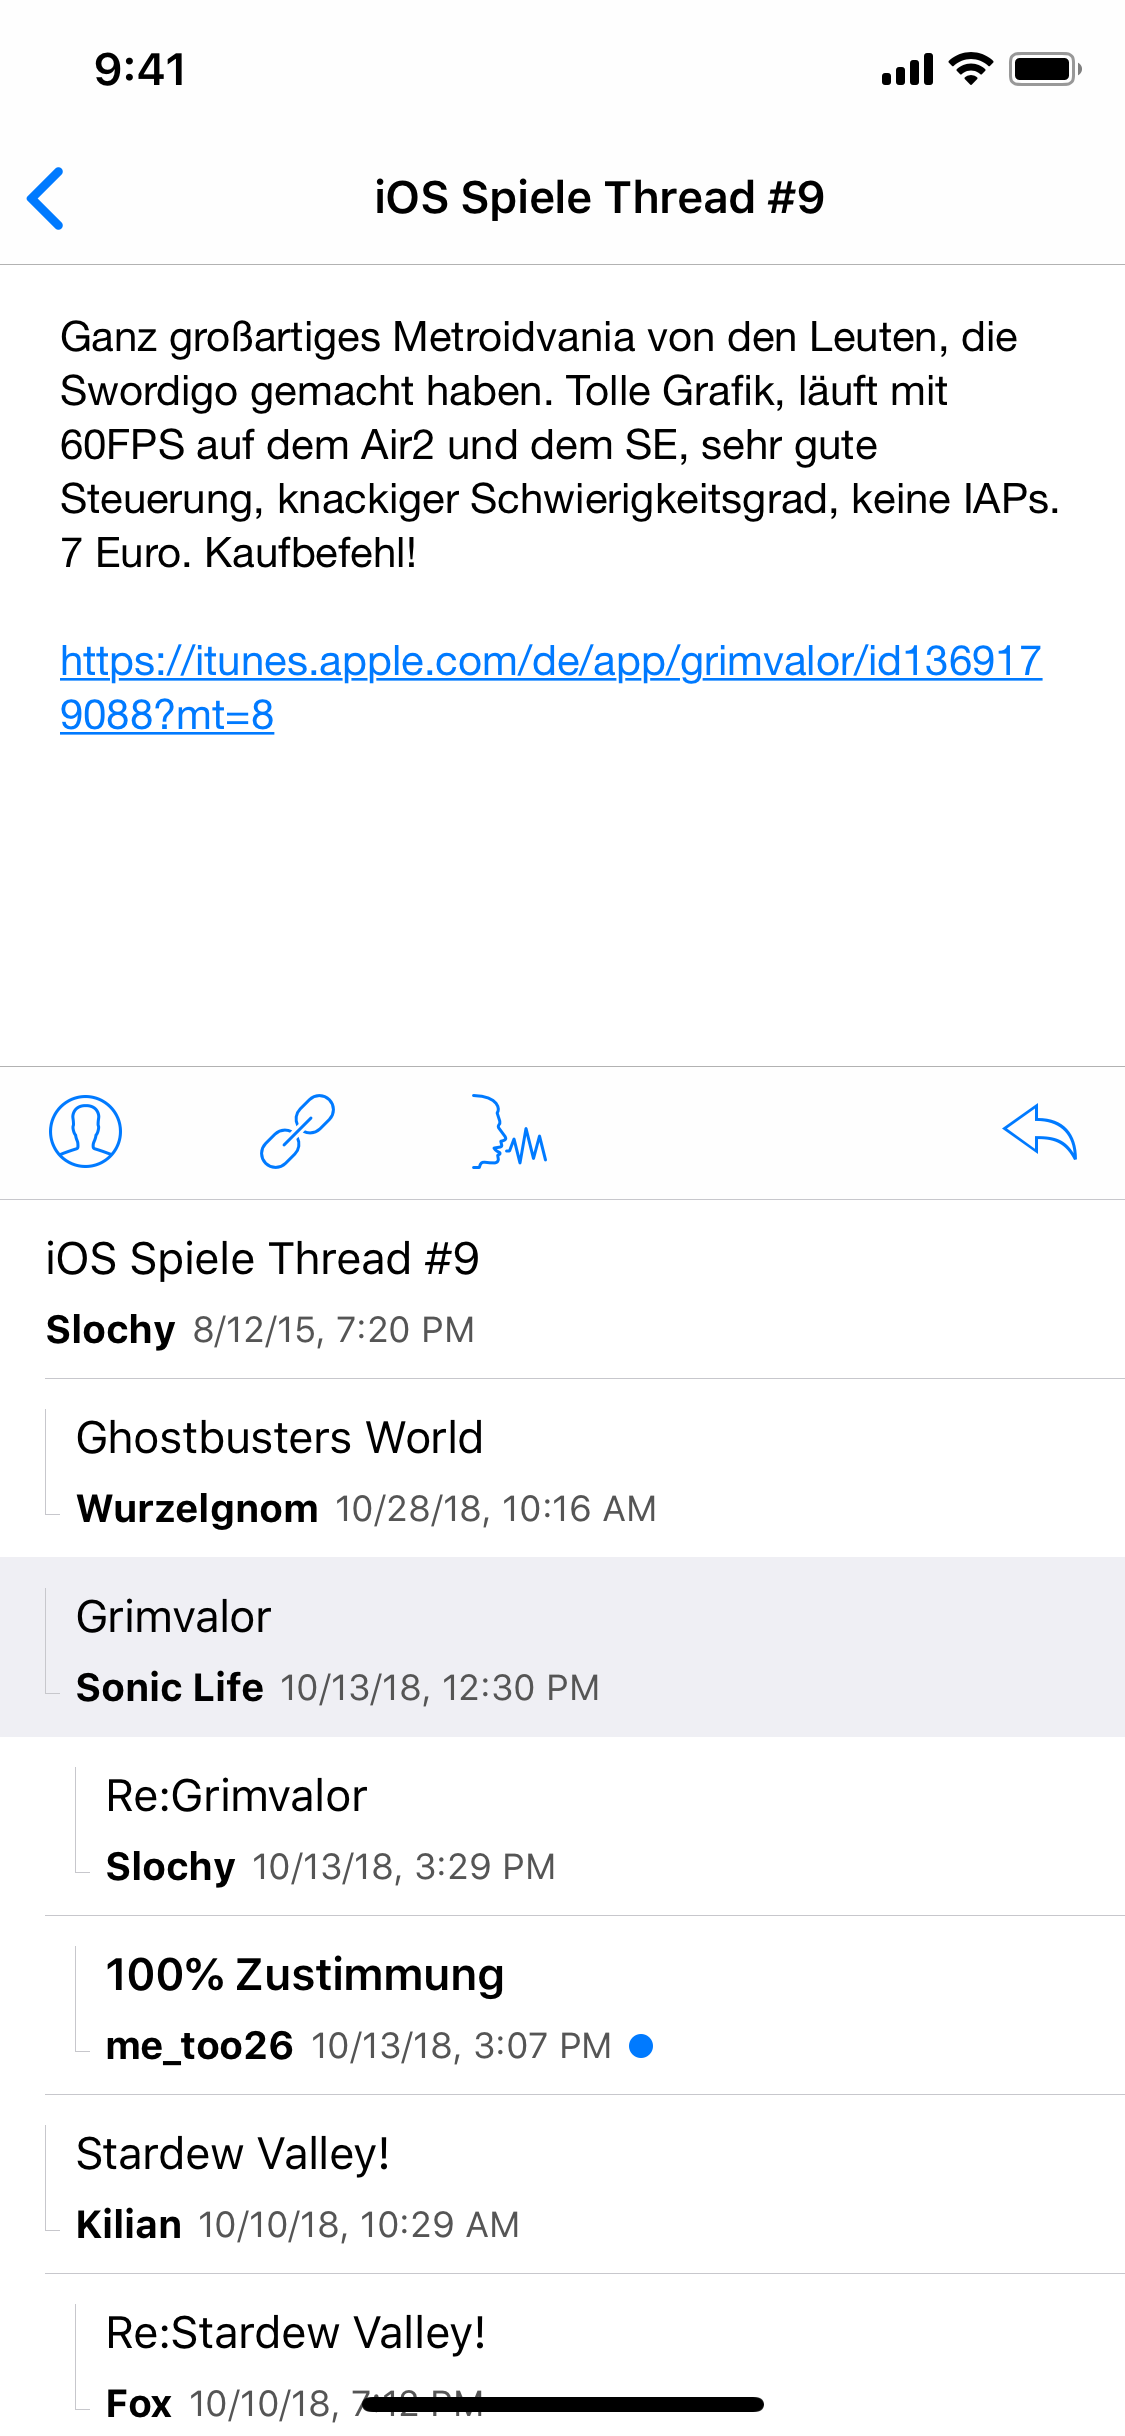 9:41
iOS Spiele Thread #9
Ganz großartiges Metroidvania von den Leuten, die
Swordigo gemacht haben. Tolle Grafik, läuft mit
60FPS auf dem Air2 und dem SE, sehr gute
Steuerung, knackiger Schwierigkeitsgrad, keine IAPs.
7 Euro. Kaufbefehl!
https://itunes.apple.com/de/app/grimvalor/id136917
9088?mt=8
iOS Spiele Thread #9
Slochy 8/12/15, 7:20 PM
Ghostbusters World
Wurzelgnom 10/28/18, 10:16 AM
Grimvalor
Sonic Life 10/13/18, 12:30 PM
Re:Grimvalor
Slochy 10/13/18, 3:29 PM
100% Zustimmung
me_too26 10/13/18, 3:07 PM
Stardew Valley!
Kilian 10/10/18, 10:29 AM
Re:Stardew Valley!
Fox 10/10/18, 7:12 PM